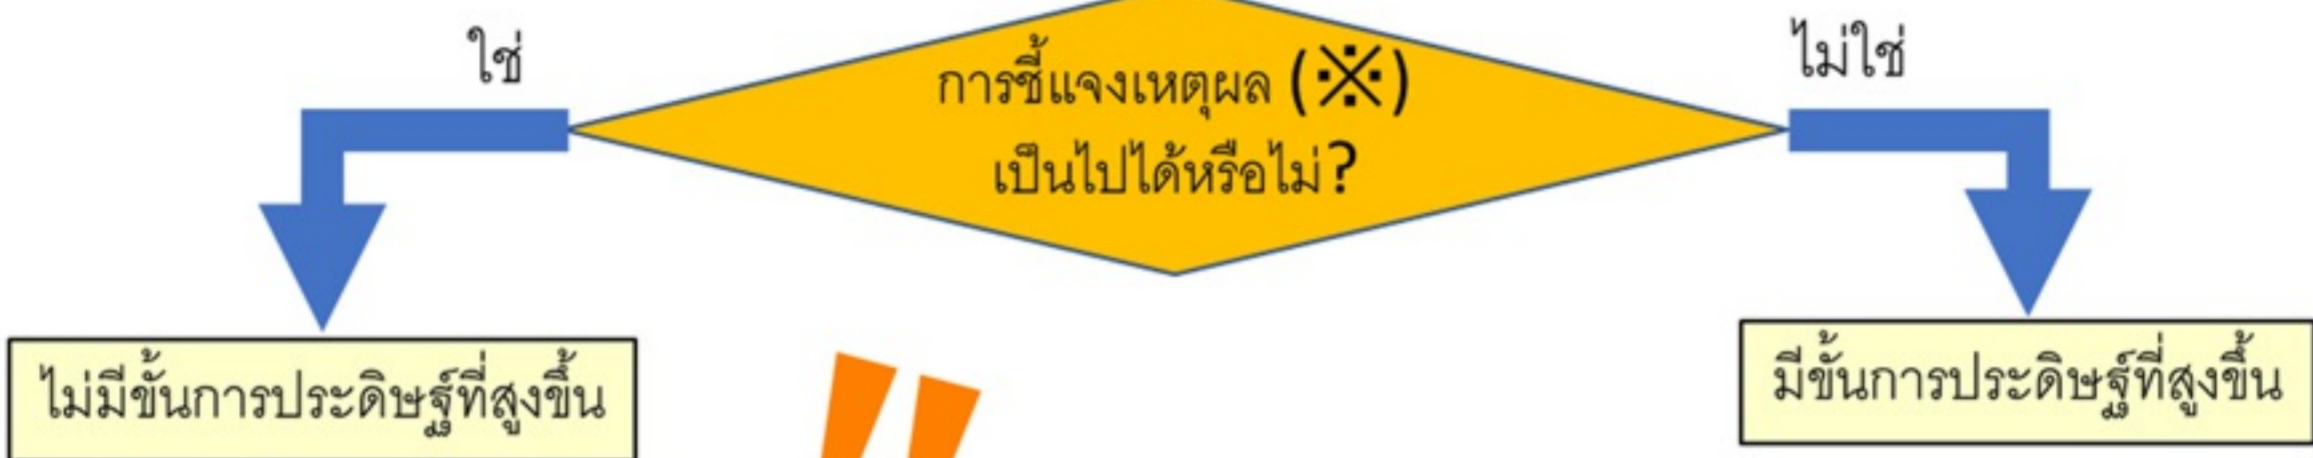 ใช่
การชี้แจงเหตุผล (※)
เป็นไปได้หรือไม่?
ไม่ใช่
ไม่มีขั้นการประดิษฐ์ที่สูงขึ้น
มีขั้นการประดิษฐ์ที่สูงขึ้น